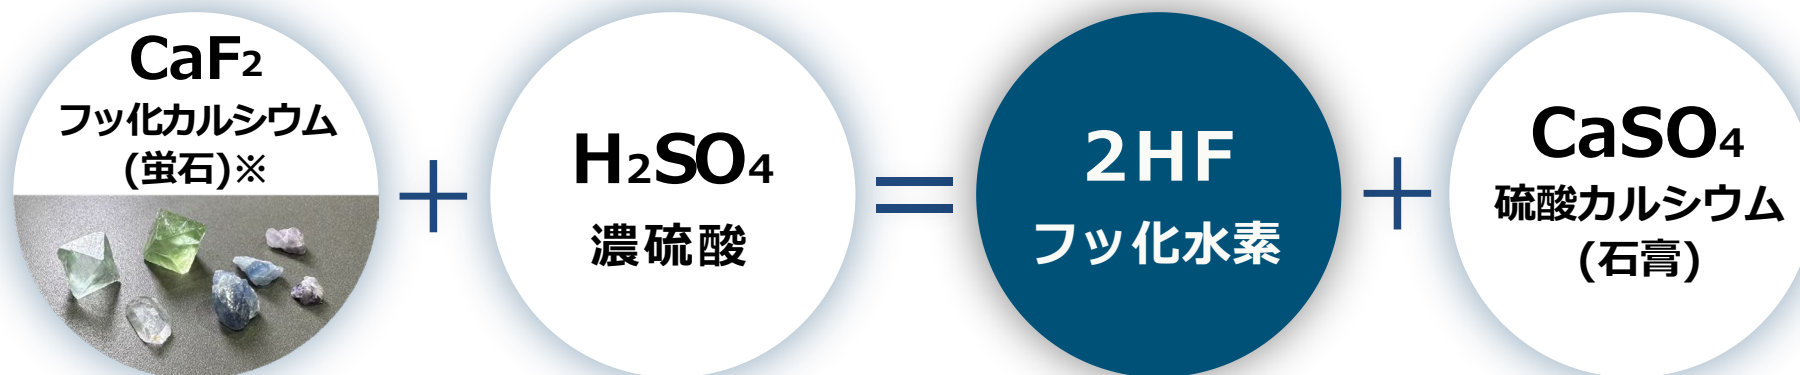 CaF2
フッ化カルシウム
(蛍石)※
+
H2SO4
濃硫酸
=
2HF
フッ化水素
+
CaSO4
硫酸カルシウム
(石膏)